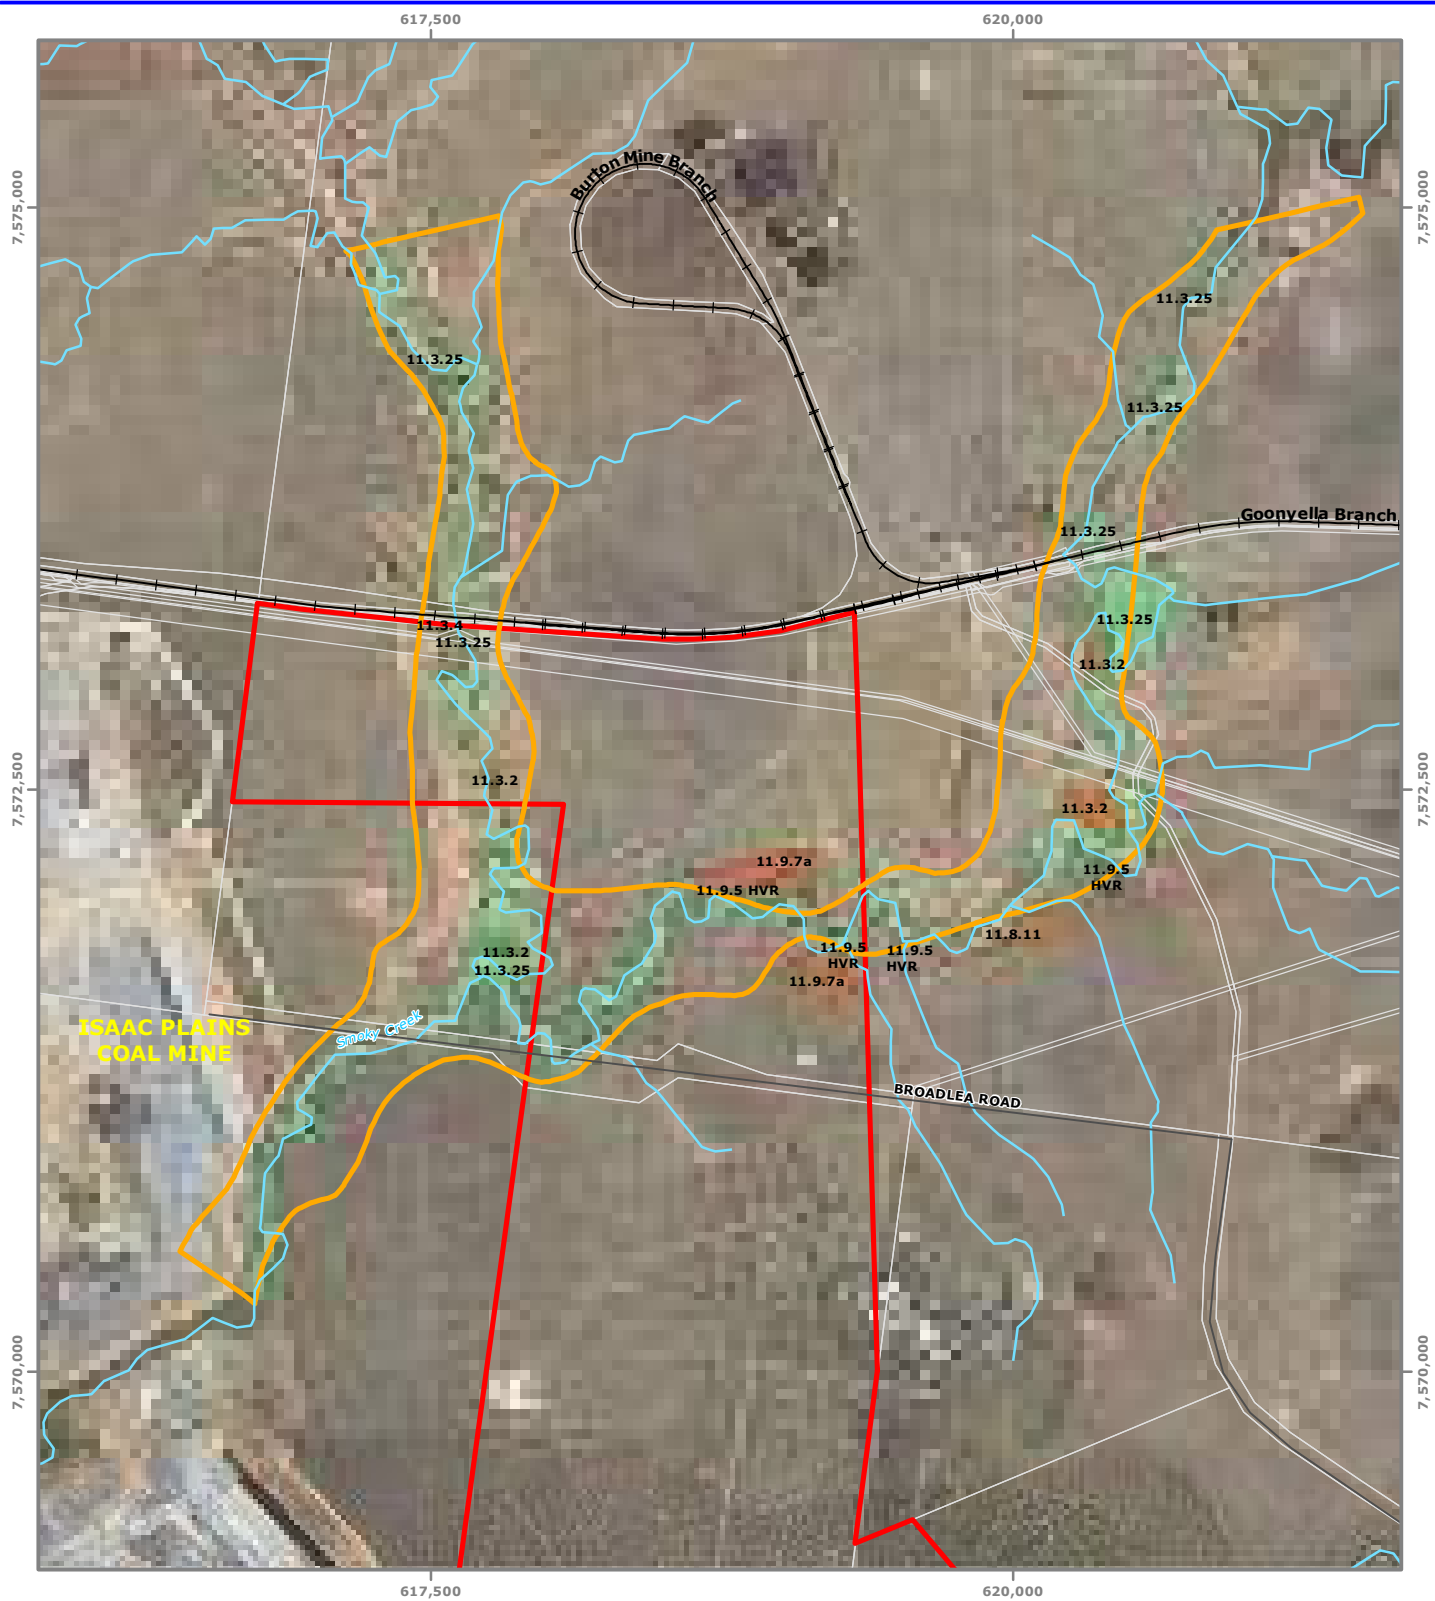 617,500
620,000
Burton Mine Branch
7,575,000
7,575,000
11.3.25
11.3.25
11.3.25
Goonyella Branch
11.3.25
11.3.4
11.3.25
11.3.25
11.3.2
11.3.2
7,572,500
7,572,500
11.3.2
11.9.7a
11.9.5 HVR
11.9.5
HVR
11.8.11
11.3.2
11.3.25
11.9.5
HVR
11.9.5
HVR
11.9.7a
ISAAC PLAINS
COAL MINE
Smoky Creek
BROADLEA ROAD
7,570,000
7,570,000
617,500
620,000